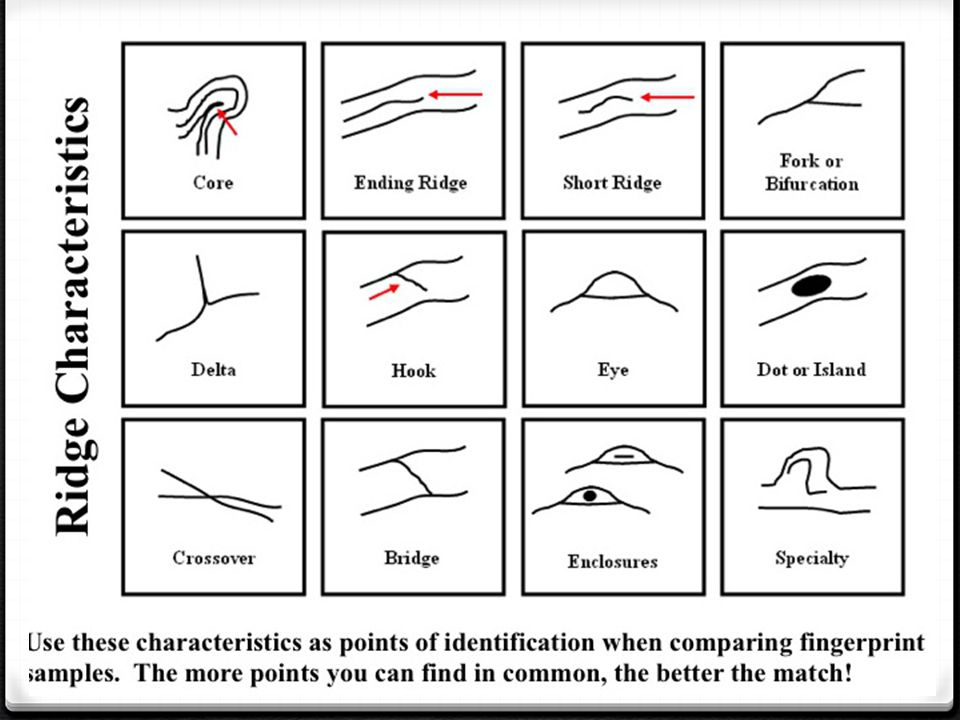 Ridge Characteristics
Core
Ending Ridge
Short Ridge
Fork or
Bifurcation
Delta
Hook
Eye
Dot or Island
Crossover
Bridge
Enclosures
Specialty
Use these characteristics as points of identification when comparing fingerprint
samples. The more points you can find in common, the better the match!